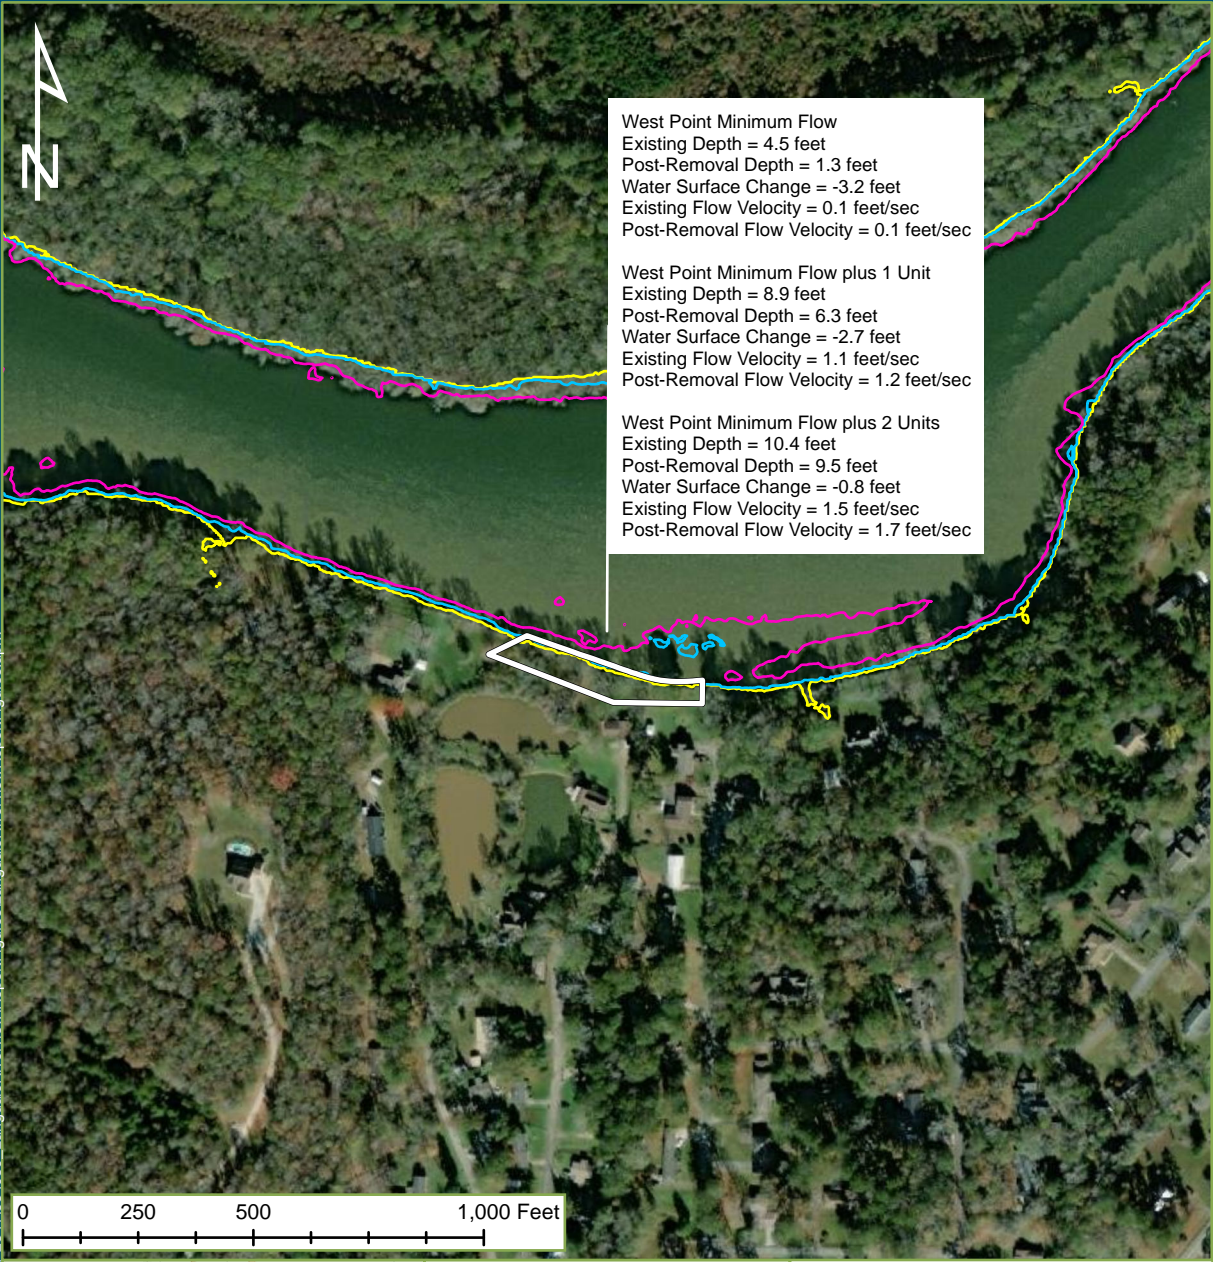 N
West Point Minimum Flow
Existing Depth = 4.5 feet
Post-Removal Depth = 1.3 feet
Water Surface Change = -3.2 feet
Existing Flow Velocity = 0.1 feet/sec
Post-Removal Flow Velocity = 0.1 feet/sec
West Point Minimum Flow plus 1 Unit
Existing Depth = 8.9 feet
Post-Removal Depth = 6.3 feet
Water Surface Change = -2.7 feet
Existing Flow Velocity = 1.1 feet/sec
Post-Removal Flow Velocity = 1.2 feet/sec
West Point Minimum Flow plus 2 Units
Existing Depth = 10.4 feet
Post-Removal Depth = 9.5 feet
Water Surface Change = -0.8 feet
Existing Flow Velocity = 1.5 feet/sec
Post-Removal Flow Velocity = 1.7 feet/sec
0 250 500 1,000 Feet